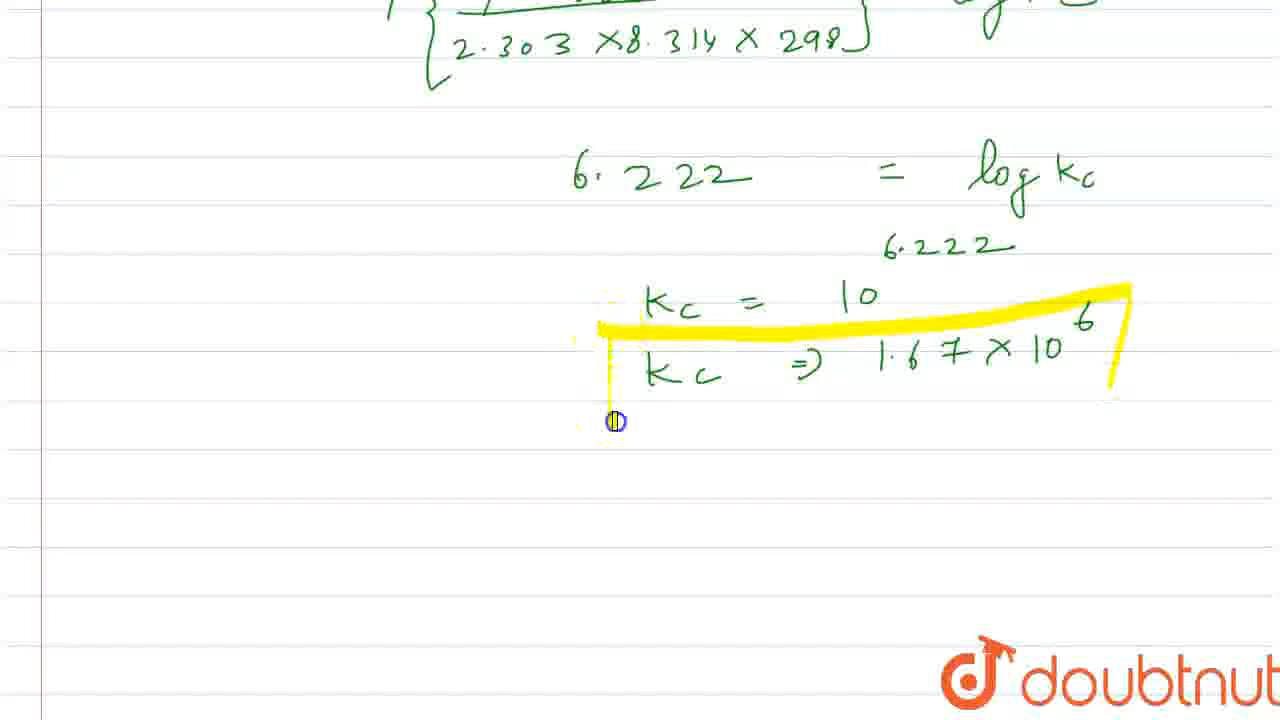 2.303 × 8.314 × 298
6.222 = log Kc
Kc = 10^6.222
Kc ⇒ 1.67 × 10^6
doubtnut